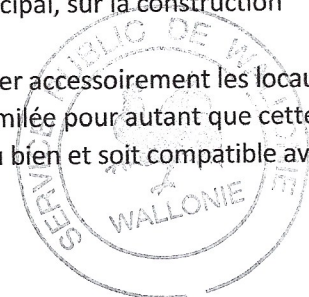 cipal, sur la construction
er accessoirement les locau
milée pour autant que cette
u bien et soit compatible av
SERVICE PUBLIC DE WALLONIE
WALLONIE